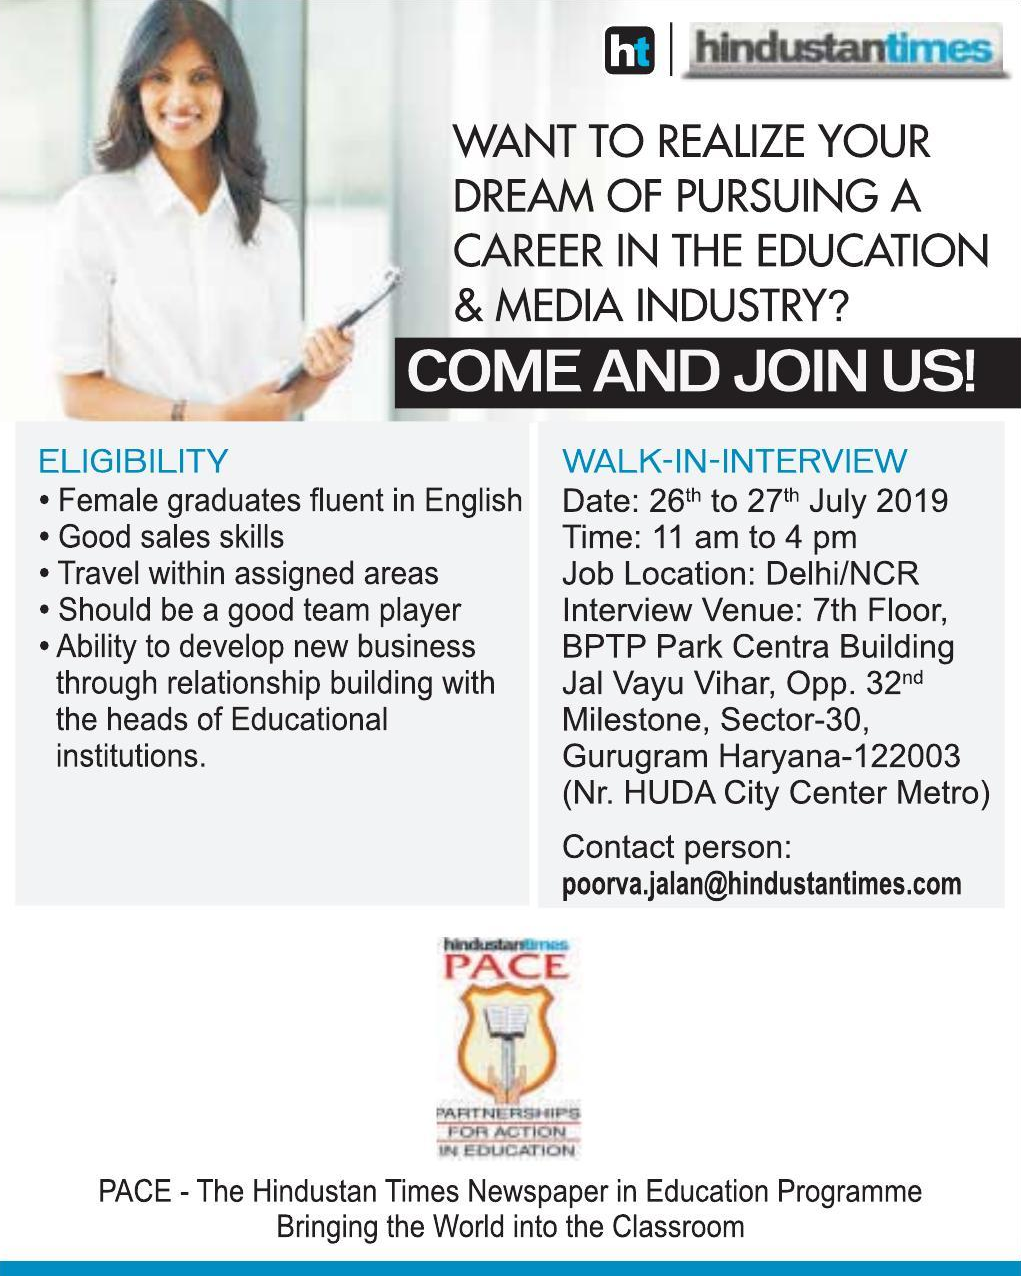 ht | hindustantimes
WANT TO REALIZE YOUR
DREAM OF PURSUING A
CAREER IN THE EDUCATION
& MEDIA INDUSTRY?
COME AND JOIN US!
ELIGIBILITY
• Female graduates fluent in English
• Good sales skills
• Travel within assigned areas
• Should be a good team player
• Ability to develop new business
through relationship building with
the heads of Educational
institutions.
WALK-IN-INTERVIEW
Date: 26th to 27th July 2019
Time: 11 am to 4 pm
Job Location: Delhi/NCR
Interview Venue: 7th Floor,
BPTP Park Centra Building
Jal Vayu Vihar, Opp. 32nd
Milestone, Sector-30,
Gurugram Haryana-122003
(Nr. HUDA City Center Metro)
Contact person:
poorva.jalan@hindustantimes.com
hindustantimes
PACE
PARTNERSHIPS
FOR ACTION
IN EDUCATION
PACE - The Hindustan Times Newspaper in Education Programme
Bringing the World into the Classroom